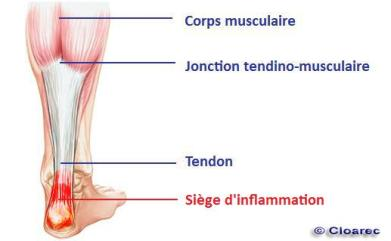 Corps musculaire
Jonction tendino-musculaire
Tendon
Siège d'inflammation
© Cloarec